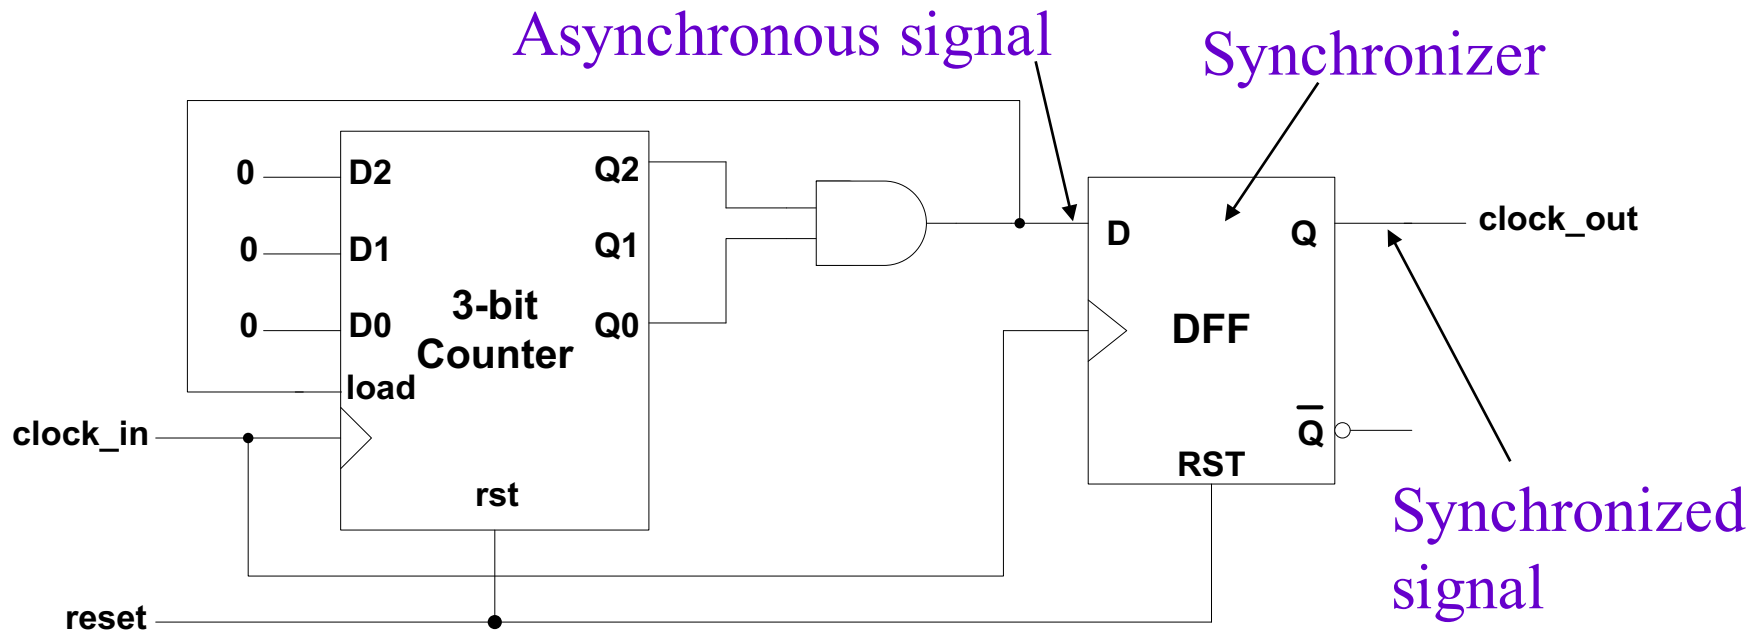 Asynchronous signal
Synchronizer
0 D2 Q2
0 D1 Q1
0 D0 Q0
3-bit
Counter
load
clock_in
rst
reset
D Q clock_out
DFF
Q̅
RST
Synchronized
signal